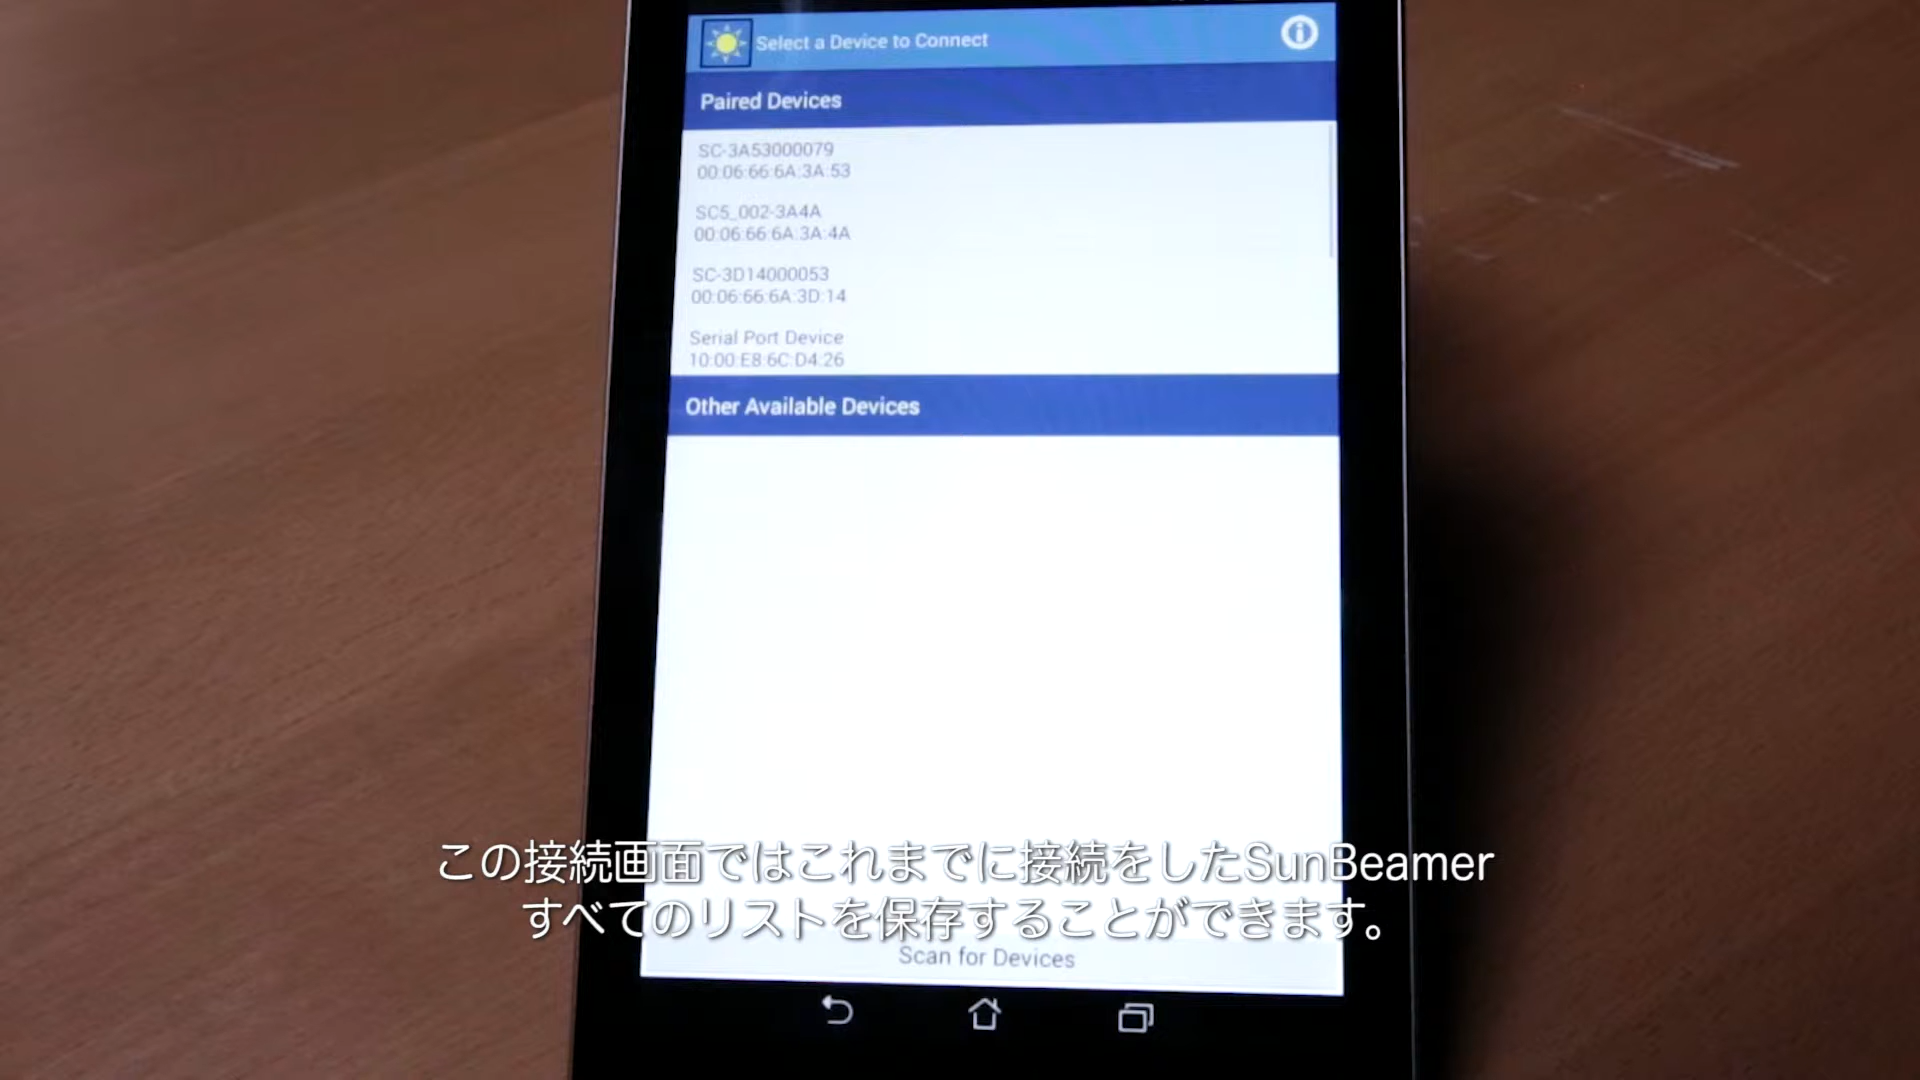 Select a Device to Connect
Paired Devices
SC-3A53000079
00:06:66:6A:3A:53
SC5_002-3A4A
00:06:66:6A:3A:4A
SC-3D14000053
00:06:66:6A:3D:14
Serial Port Device
10:00:E8:6C:D4:26
Other Available Devices
この接続画面ではこれまでに接続をしたSunBeamer
すべてのリストを保存することができます。
Scan for Devices